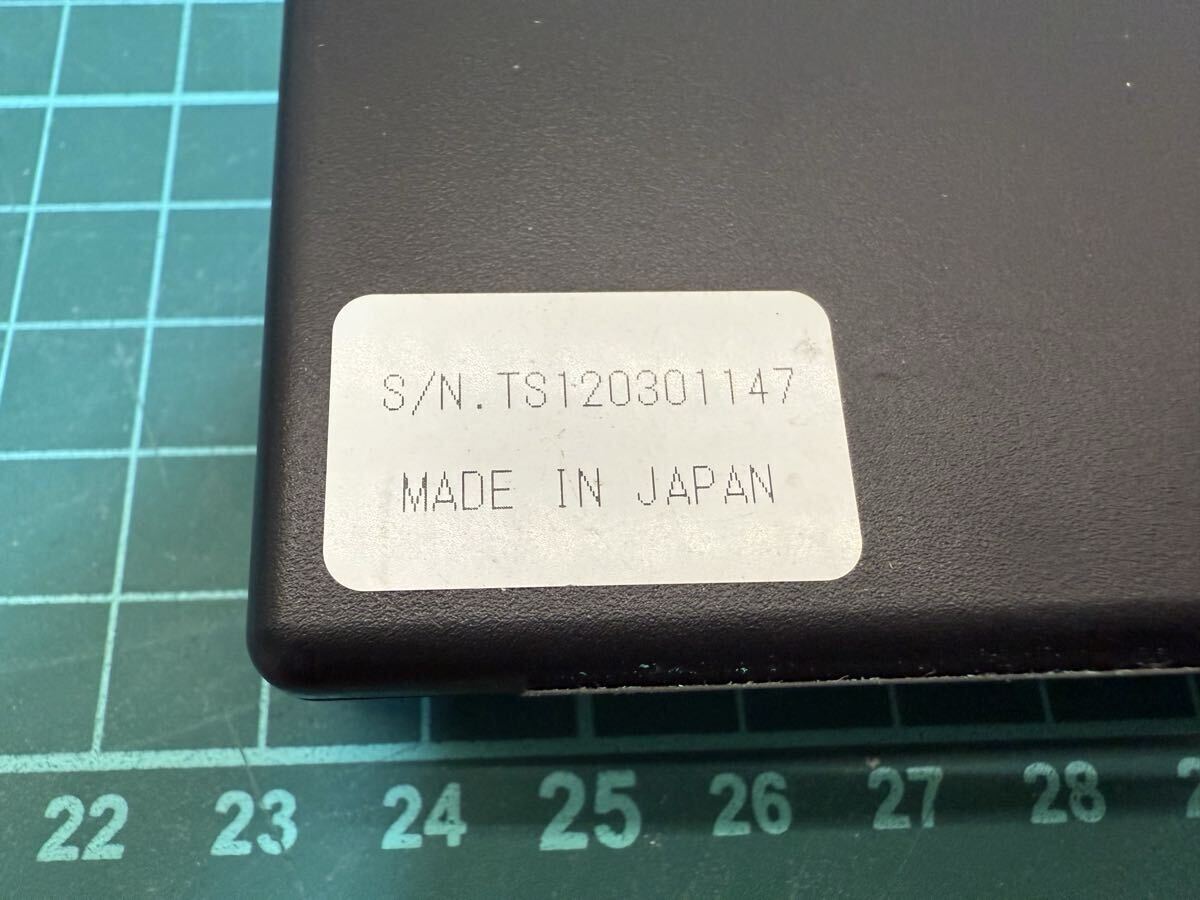 S/N.TS120301147
MADE IN JAPAN
22 23 24 25 26 27 28